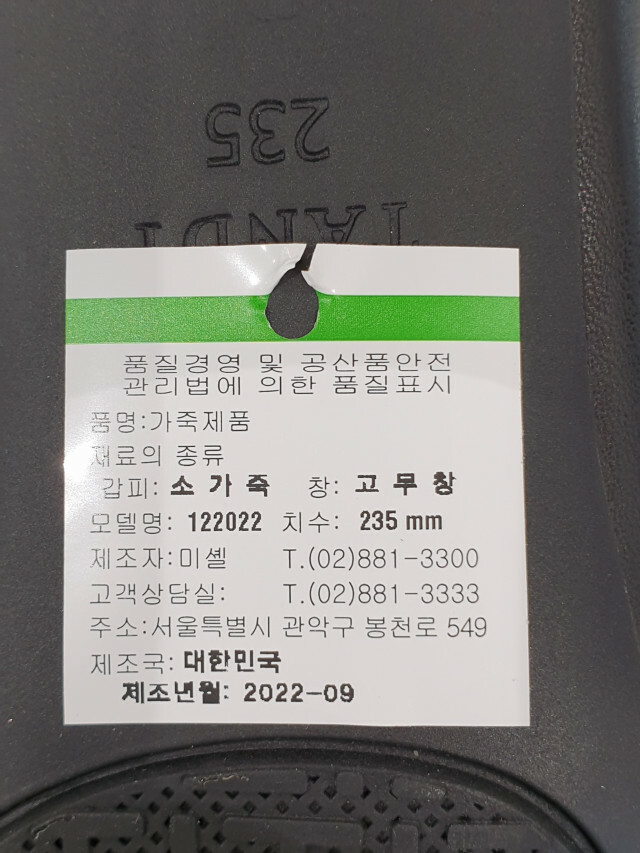 235
TANDY
품질경영 및 공산품안전
관리법에 의한 품질표시
품명:가죽제품
재료의 종류
갑피: 소 가 죽 창: 고 무 창
모델명: 122022 치수: 235 mm
제조자:미셸 T.(02)881-3300
고객상담실: T.(02)881-3333
주소:서울특별시 관악구 봉천로 549
제조국: 대한민국
제조년월: 2022-09